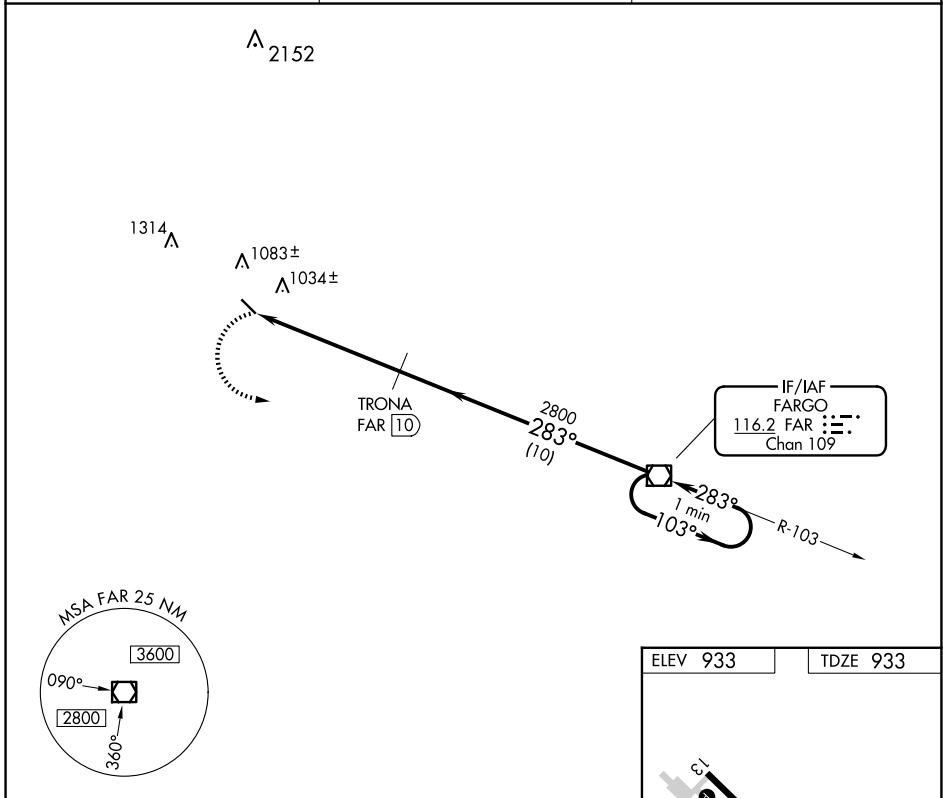 2152
1314
1083±
1034±
TRONA
FAR 10
2800
283°
(10)
IF/IAF
FARGO
116.2 FAR
Chan 109
283°
1 min
103°
R-103
MSA FAR 25 NM
3600
090°
2800
360°
ELEV 933
TDZE 933
13